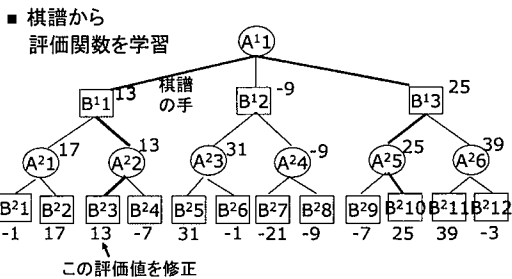 ■ 棋譜から
評価関数を学習
A¹1
B¹1 13 棋譜の手 B¹2 -9 B¹3 25
A²1 17 A²2 13 A²3 31 A²4 -9 A²5 25 A²6 39
B²1 B²2 B²3 B²4 B²5 B²6 B²7 B²8 B²9 B²10 B²11 B²12
-1 17 13 -7 31 -1 -21 -9 -7 25 39 -3
この評価値を修正